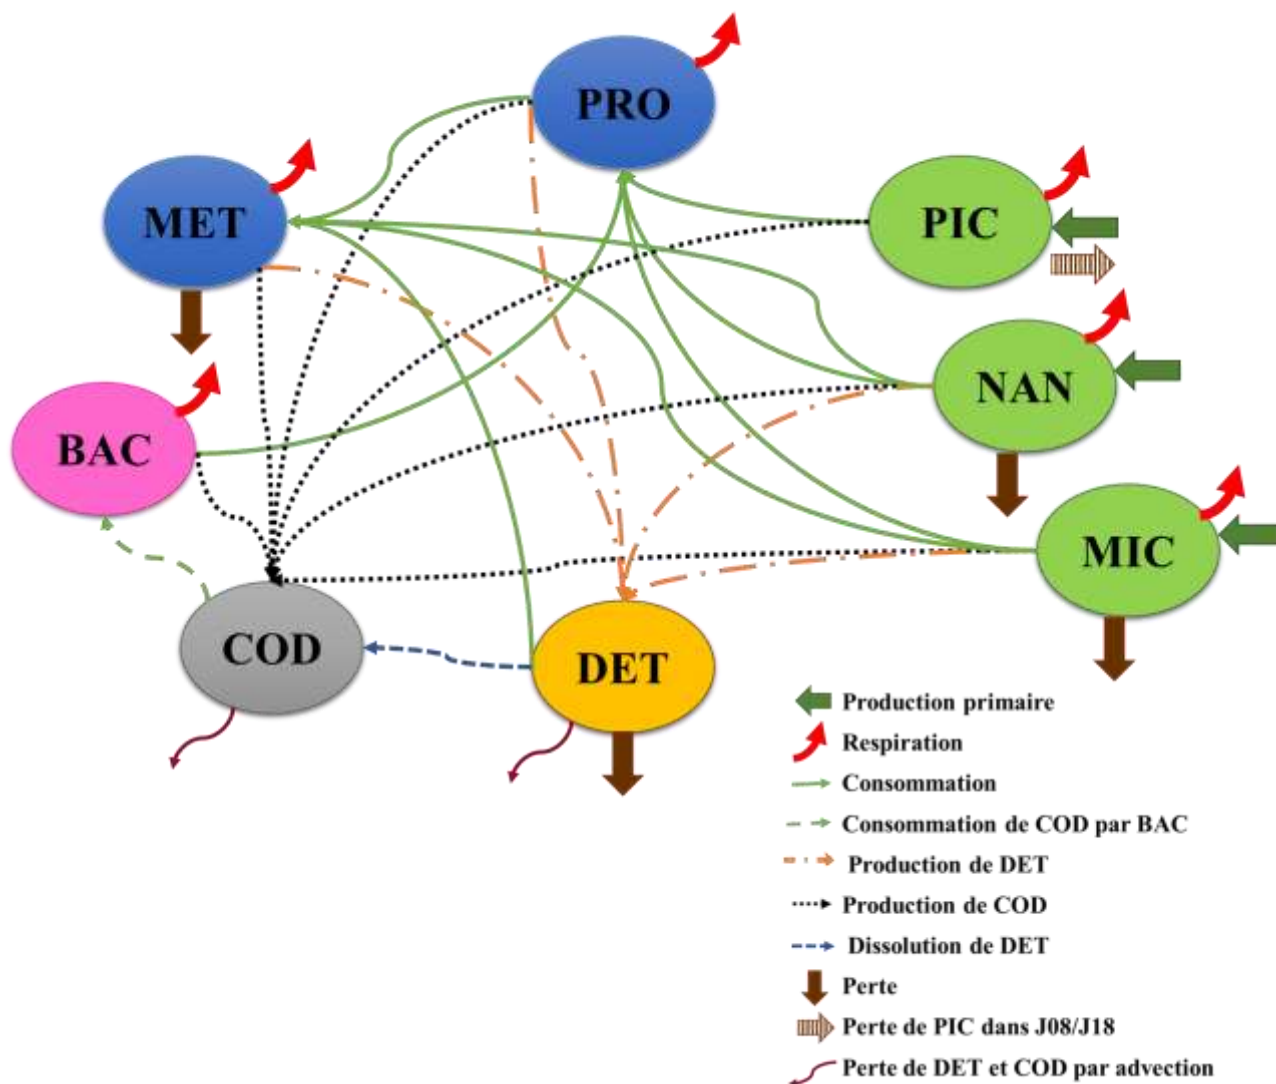 PRO
MET
PIC
NAN
BAC
MIC
COD
DET
Production primaire
Respiration
Consommation
Consommation de COD par BAC
Production de DET
Production de COD
Dissolution de DET
Perte
Perte de PIC dans J08/J18
Perte de DET et COD par advection